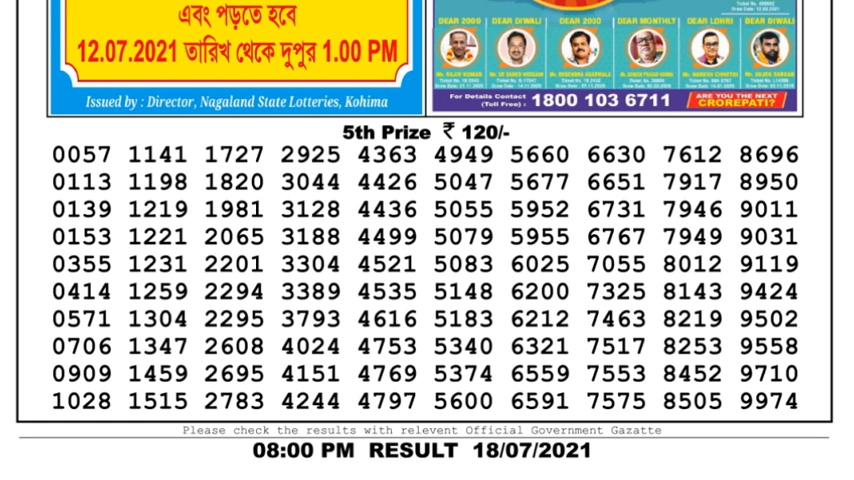 এবং পড়তে হবে
12.07.2021 তারিখ থেকে দুপুর 1.00 PM
Issued by : Director, Nagaland State Lotteries, Kohima
DEAR 2000 DEAR DIWALI DEAR 2030 DEAR MONTHLY DEAR LOHRI DEAR DIWALI
For Details Contact
(Toll Free) : 1800 103 6711
ARE YOU THE NEXT
CROREPATI?
5th Prize ₹ 120/-
0057 1141 1727 2925 4363 4949 5660 6630 7612 8696
0113 1198 1820 3044 4426 5047 5677 6651 7917 8950
0139 1219 1981 3128 4436 5055 5952 6731 7946 9011
0153 1221 2065 3188 4499 5079 5955 6767 7949 9031
0355 1231 2201 3304 4521 5083 6025 7055 8012 9119
0414 1259 2294 3389 4535 5148 6200 7325 8143 9424
0571 1304 2295 3793 4616 5183 6212 7463 8219 9502
0706 1347 2608 4024 4753 5340 6321 7517 8253 9558
0909 1459 2695 4151 4769 5374 6559 7553 8452 9710
1028 1515 2783 4244 4797 5600 6591 7575 8505 9974
Please check the results with relevent Official Government Gazatte
08:00 PM RESULT 18/07/2021